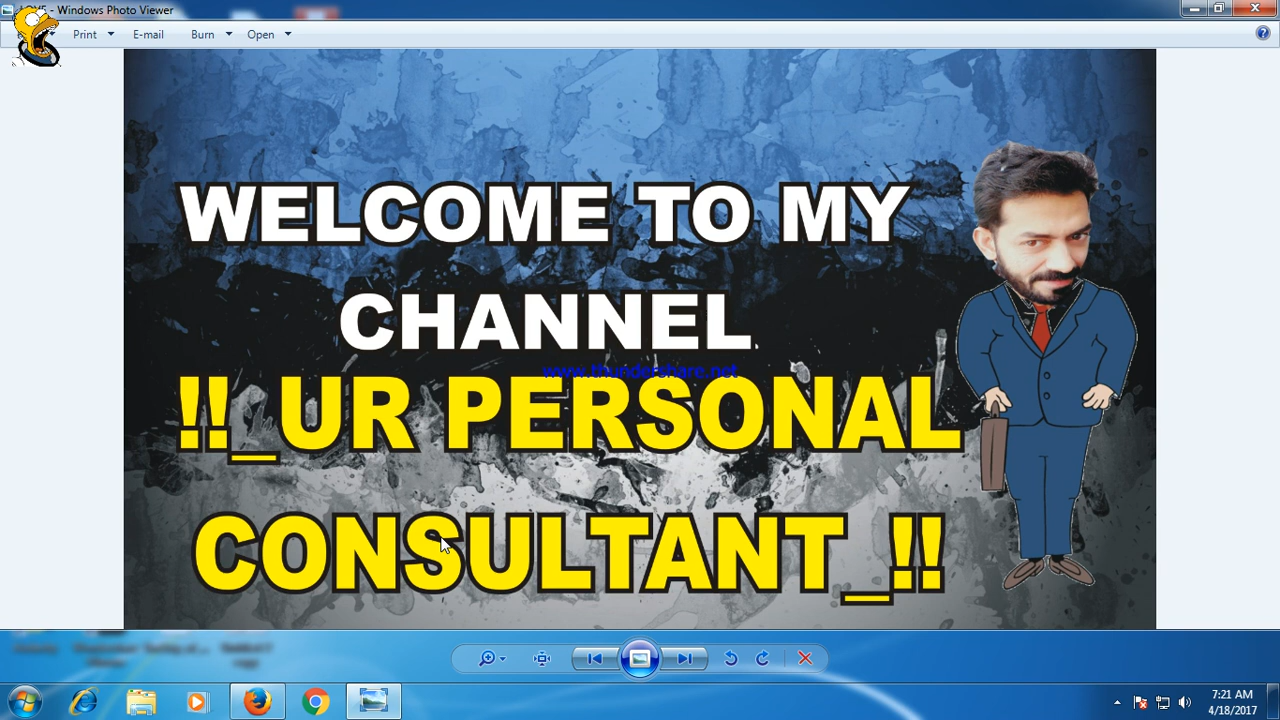 - Windows Photo Viewer
Print E-mail Burn Open
WELCOME TO MY
CHANNEL
www.thundershare.net
!!_UR PERSONAL
CONSULTANT_!!
7:21 AM
4/18/2017